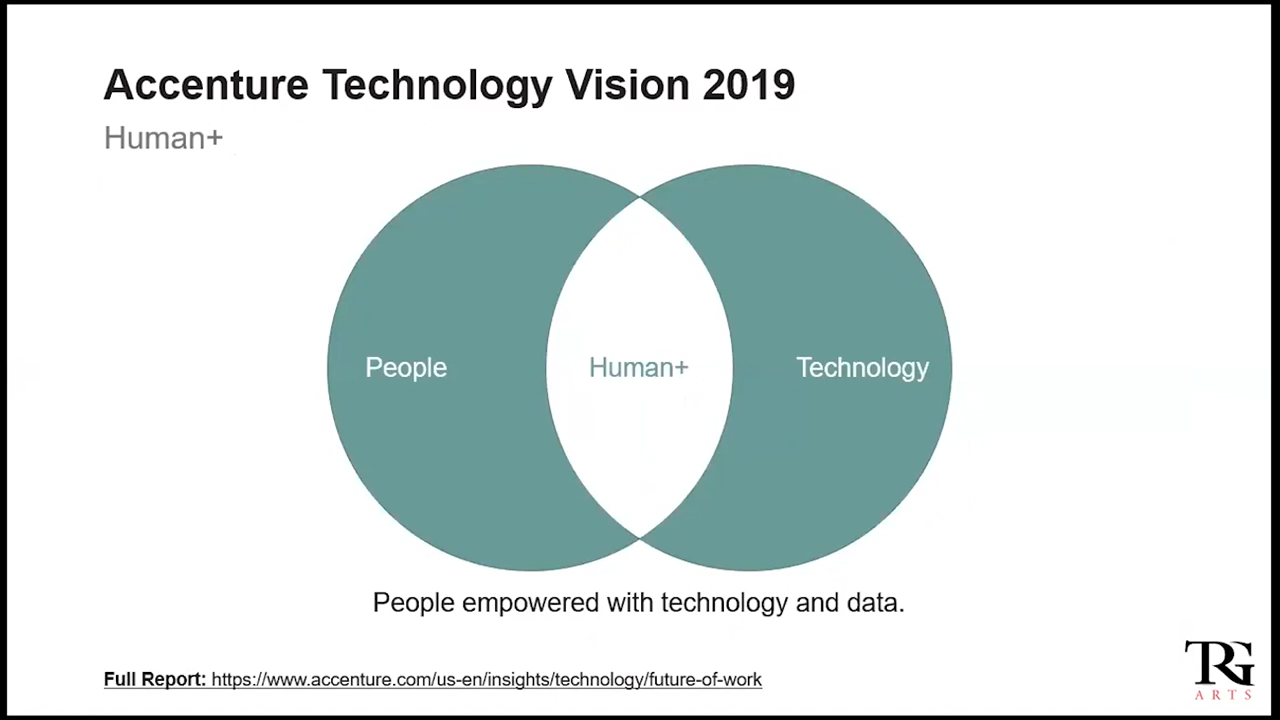 Accenture Technology Vision 2019
Human+
People
Human+
Technology
People empowered with technology and data.
Full Report: https://www.accenture.com/us-en/insights/technology/future-of-work
TRG
ARTS